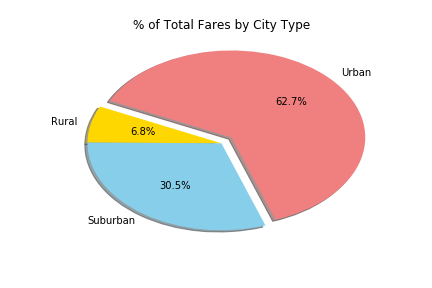 % of Total Fares by City Type
Urban
62.7%
Rural
6.8%
30.5%
Suburban